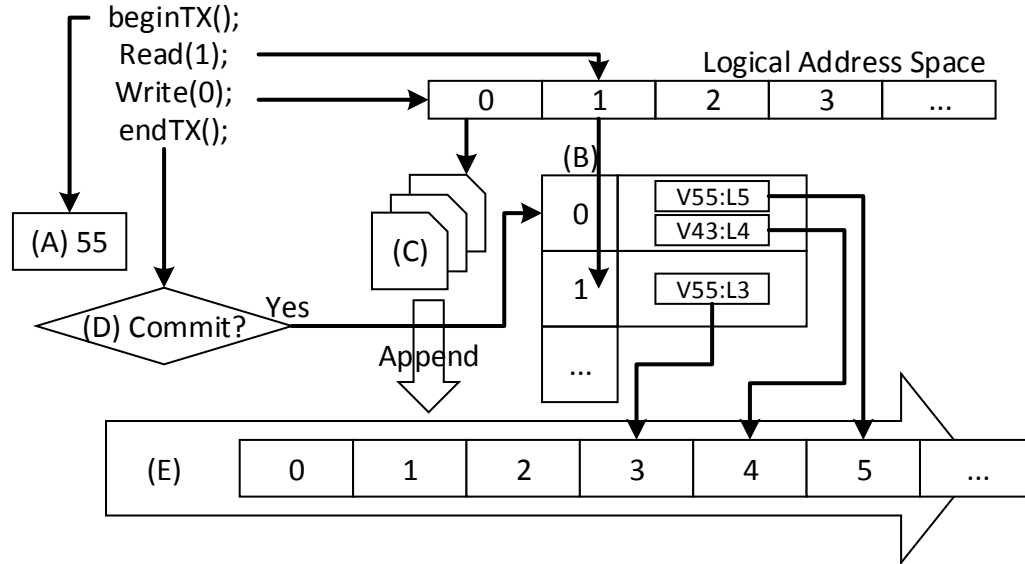 beginTX();
Read(1);
Write(0);
endTX();
Logical Address Space
0 1 2 3 ...
(B)
(A) 55
(C)
0
V55:L5
V43:L4
1
V55:L3
...
(D) Commit?
Yes
Append
(E) 0 1 2 3 4 5 ...